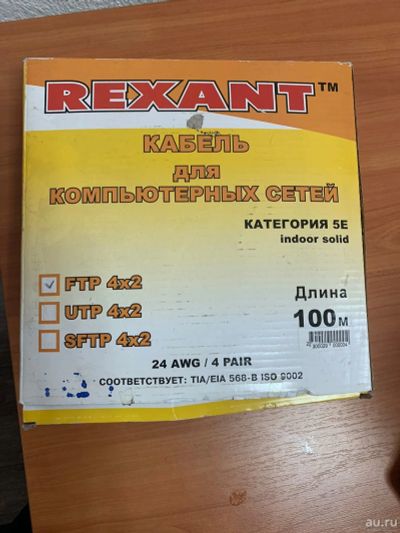 REXANT™
КАБЕЛЬ
ДЛЯ
КОМПЬЮТЕРНЫХ СЕТЕЙ
КАТЕГОРИЯ 5E
indoor solid
FTP 4x2
UTP 4x2
SFTP 4x2
Длина
100м
24 AWG / 4 PAIR
СООТВЕТСТВУЕТ: TIA/EIA 568-B ISO 9002
au.ru